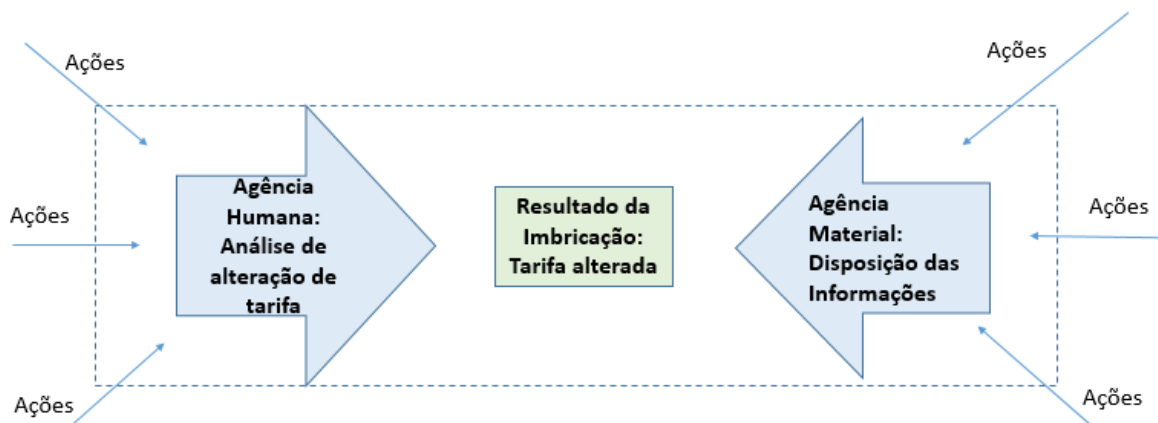 Ações
Ações
Ações
Agência
Humana:
Análise de
alteração de
tarifa
Resultado da
Imbricação:
Tarifa alterada
Agência
Material:
Disposição das
Informações
Ações
Ações
Ações